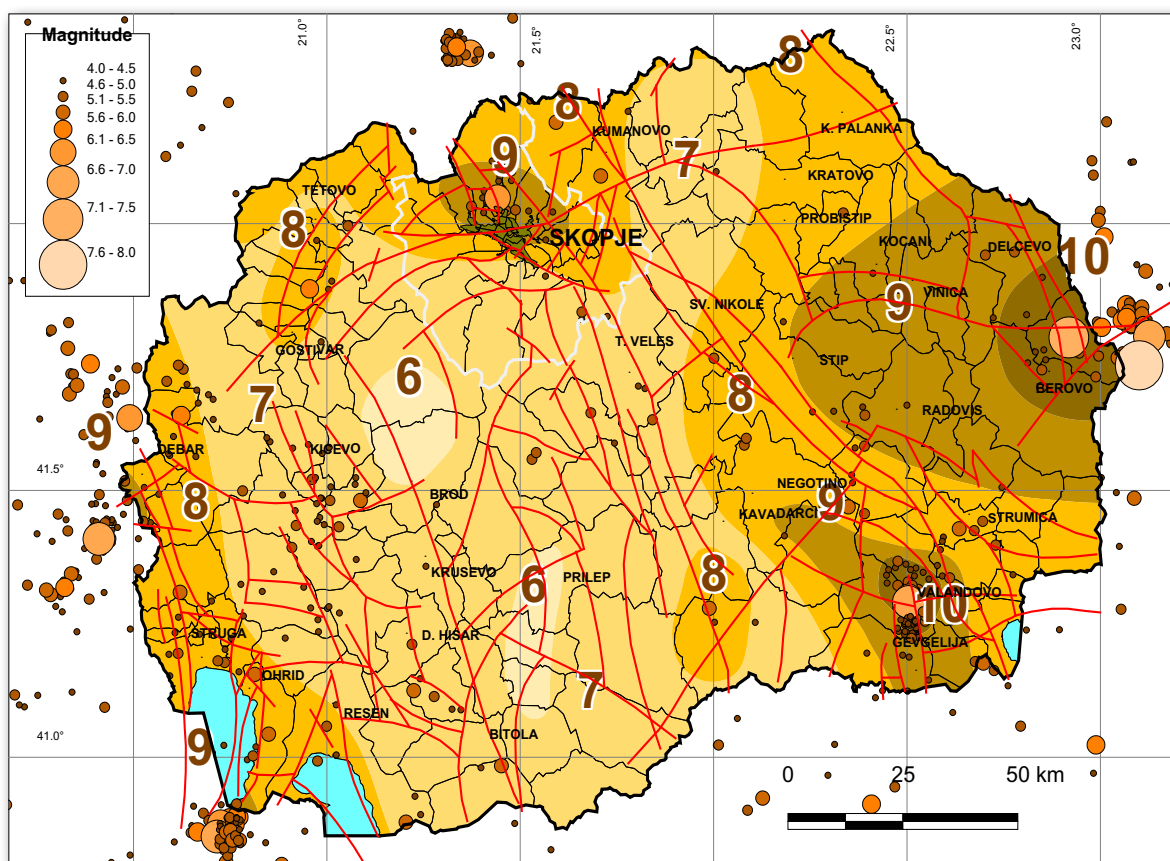 Magnitude
4.0 - 4.5
4.6 - 5.0
5.1 - 5.5
5.6 - 6.0
6.1 - 6.5
6.6 - 7.0
7.1 - 7.5
7.6 - 8.0
21.0°
21.5°
22.5°
23.0°
8
8
KUMANOVO
K. PALANKA
9
7
TETOVO
KRATOVO
PROBISTIP
8
SKOPJE
KOCANI
DELCEVO
10
VINICA
9
SV. NIKOLE
T. VELES
GOSTIVAR
STIP
6
BEROVO
8
7
RADOVIS
9
DEBAR
KICEVO
41.5°
NEGOTINO
BROD
8
9
KAVADARCI
STRUMICA
KRUSEVO
PRILEP
6
8
VALANDOVO
10
STRUGA
D. HISAR
GEVGELIJA
OHRID
7
RESEN
BITOLA
41.0°
9
0
25
50 km